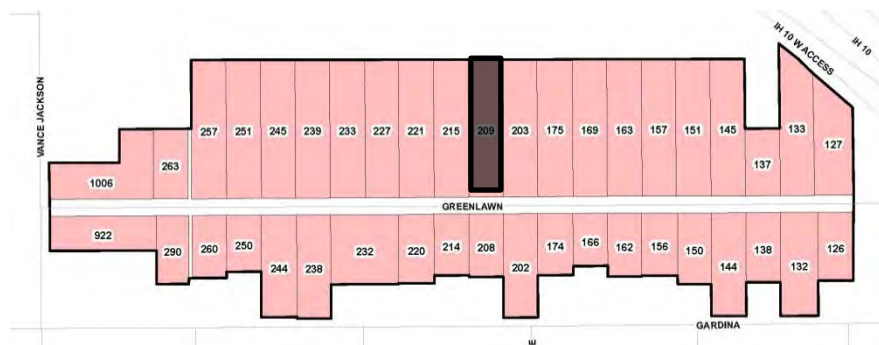 IH 10 W ACCESS
IH 10
VANCE JACKSON
257 251 245 239 233 227 221 215 209 203 175 169 163 157 151 145 133
127
263
137
1006
GREENLAWN
922
290 260 250 232 220 214 208 174 166 162 156 150 138 126
244 238 202 144 132
GARDINA
E